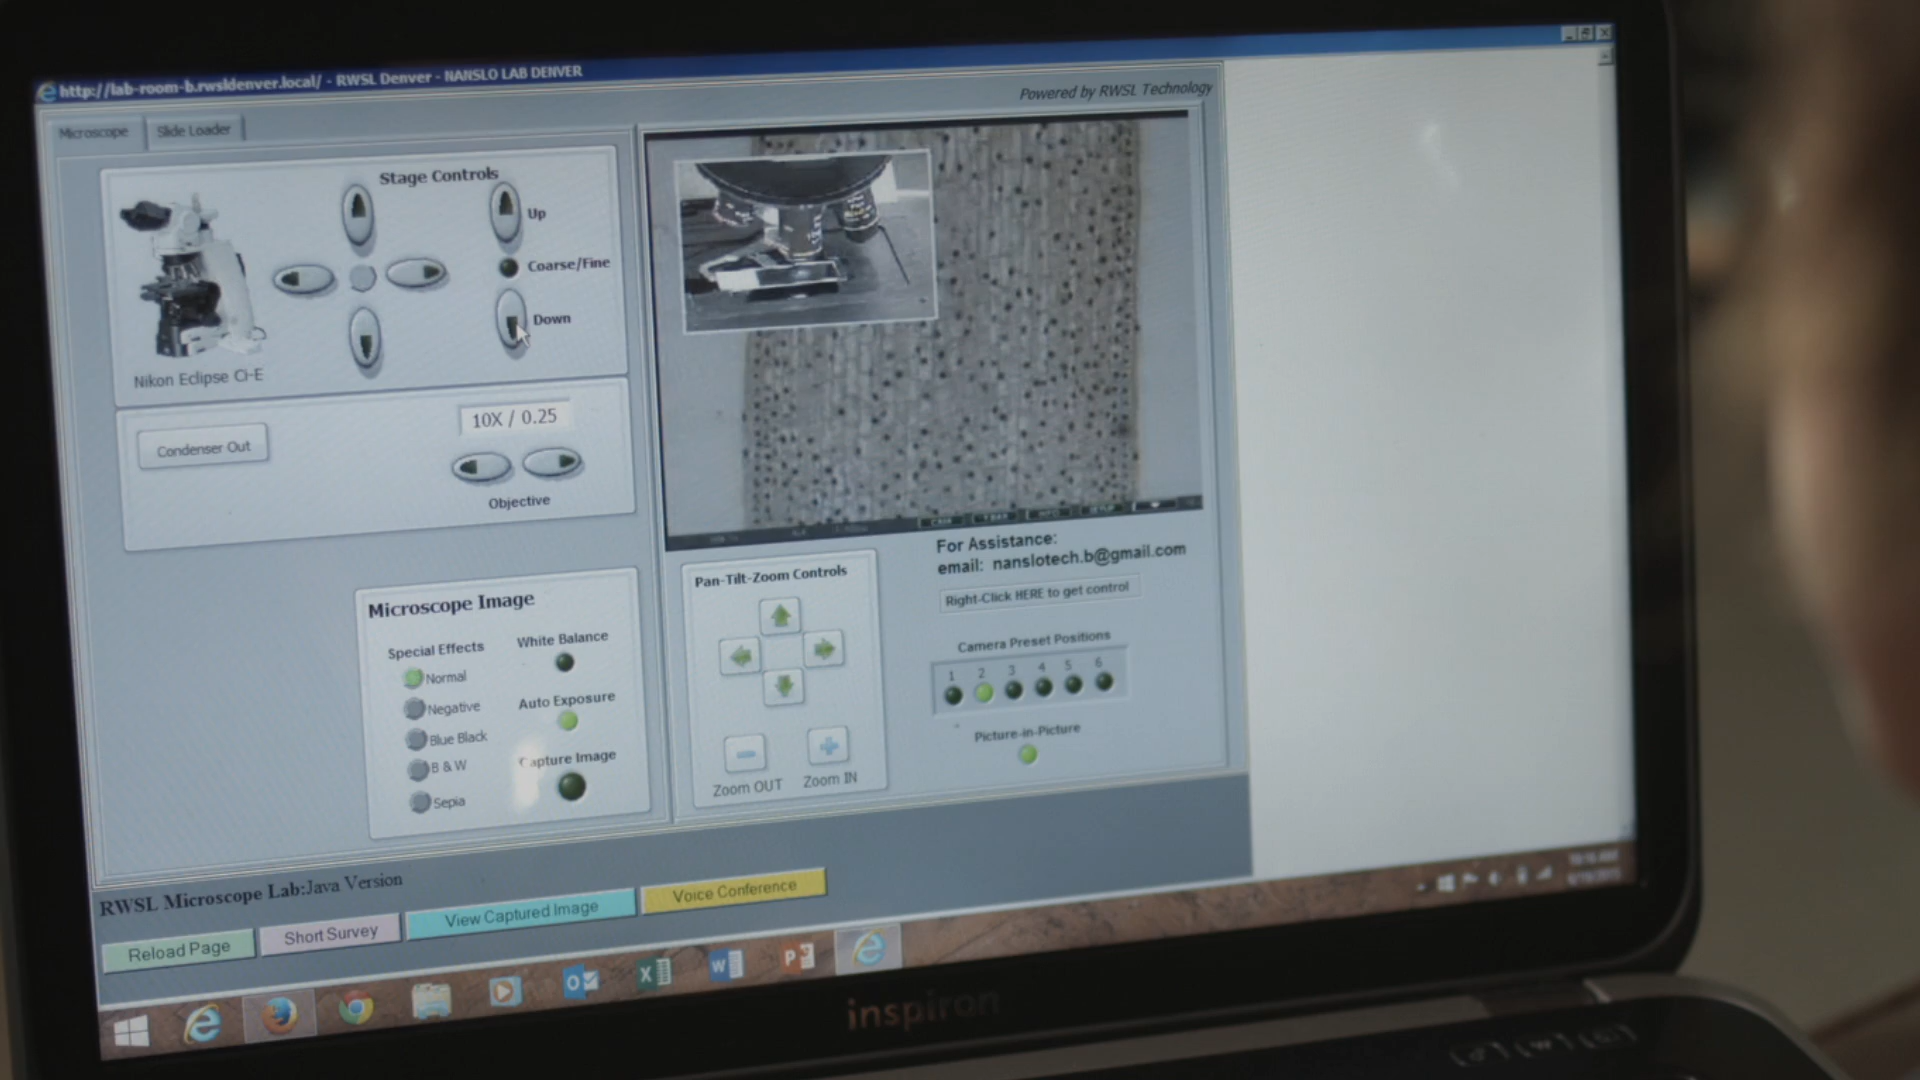 http://lab-room-b.rwsldenver.local/ - RWSL Denver - NANSLO LAB DENVER
Powered by RWSL Technology
Microscope
Slide Loader
Stage Controls
Up
Coarse/Fine
Down
Nikon Eclipse Ci-E
Condenser Out
10X / 0.25
Objective
Microscope Image
Special Effects
Normal
Negative
Blue Black
B & W
Sepia
White Balance
Auto Exposure
Capture Image
Pan-Tilt-Zoom Controls
Zoom OUT
Zoom IN
For Assistance:
email: nanslotech.b@gmail.com
Right-Click HERE to get control
Camera Preset Positions
1 2 3 4 5 6
Picture-in-Picture
RWSL Microscope Lab:Java Version
Reload Page
Short Survey
View Captured Image
Voice Conference
inspiron